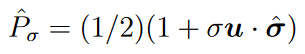 P̂_σ = (1/2)(1 + σ𝒖 · 𝝈̂)